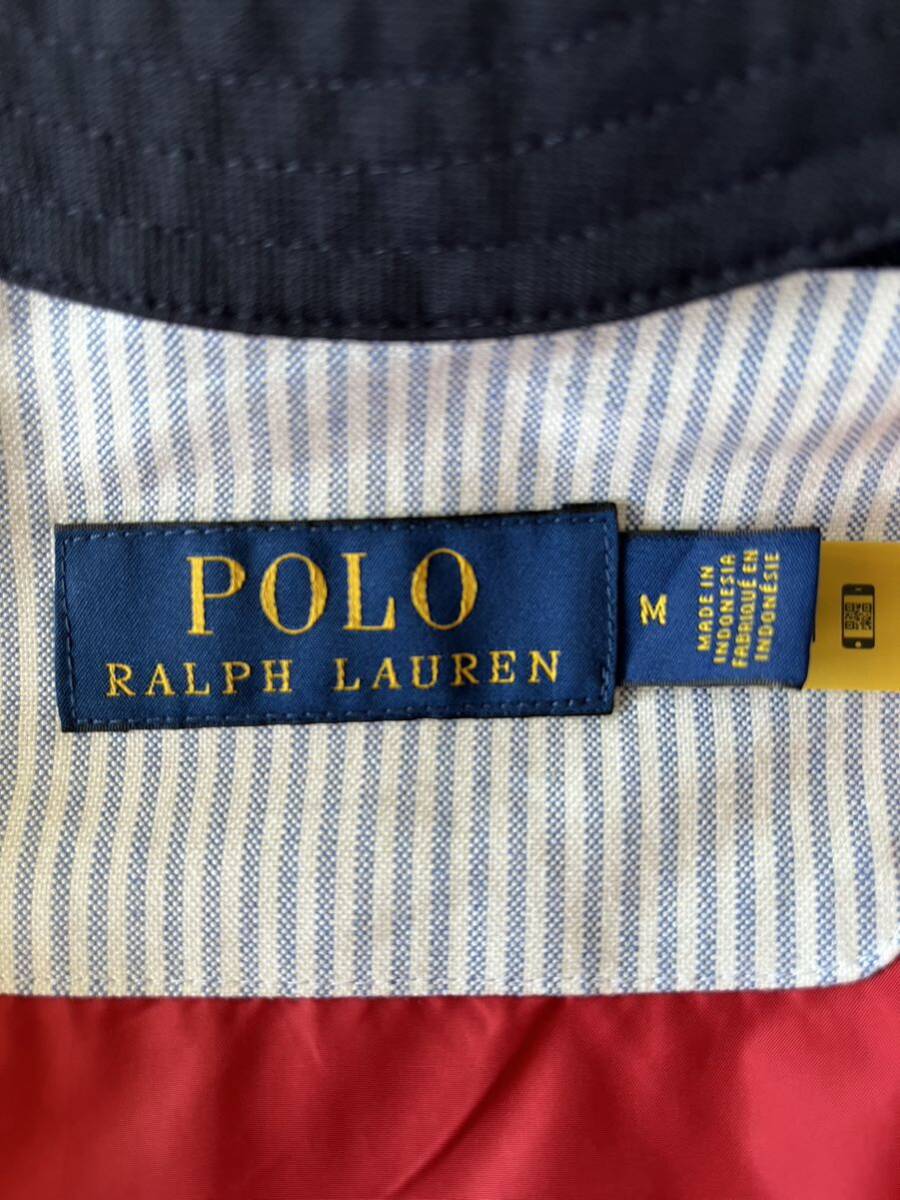 POLO
RALPH LAUREN
M
MADE IN
INDONESIA
FABRIQUÉ EN
INDONÉSIE